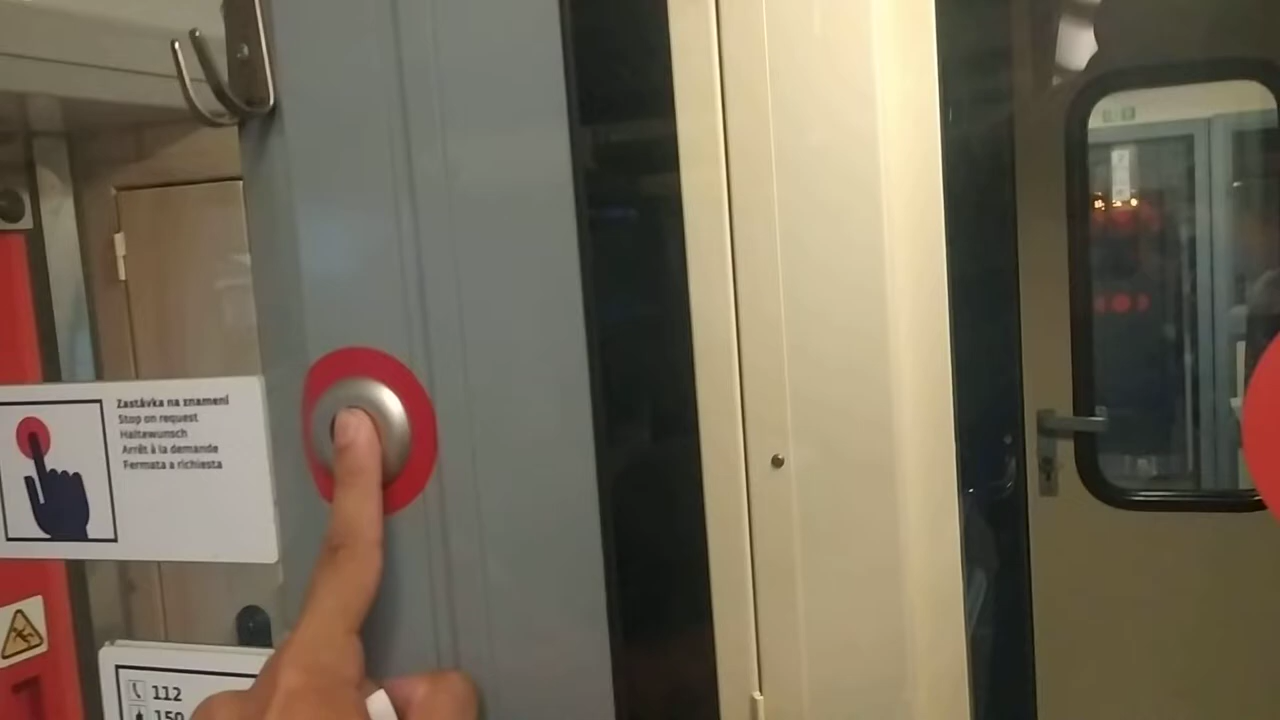 Zastávka na znamení
Stop on request
Haltewunsch
Arrêt à la demande
Fermata a richiesta
112
150